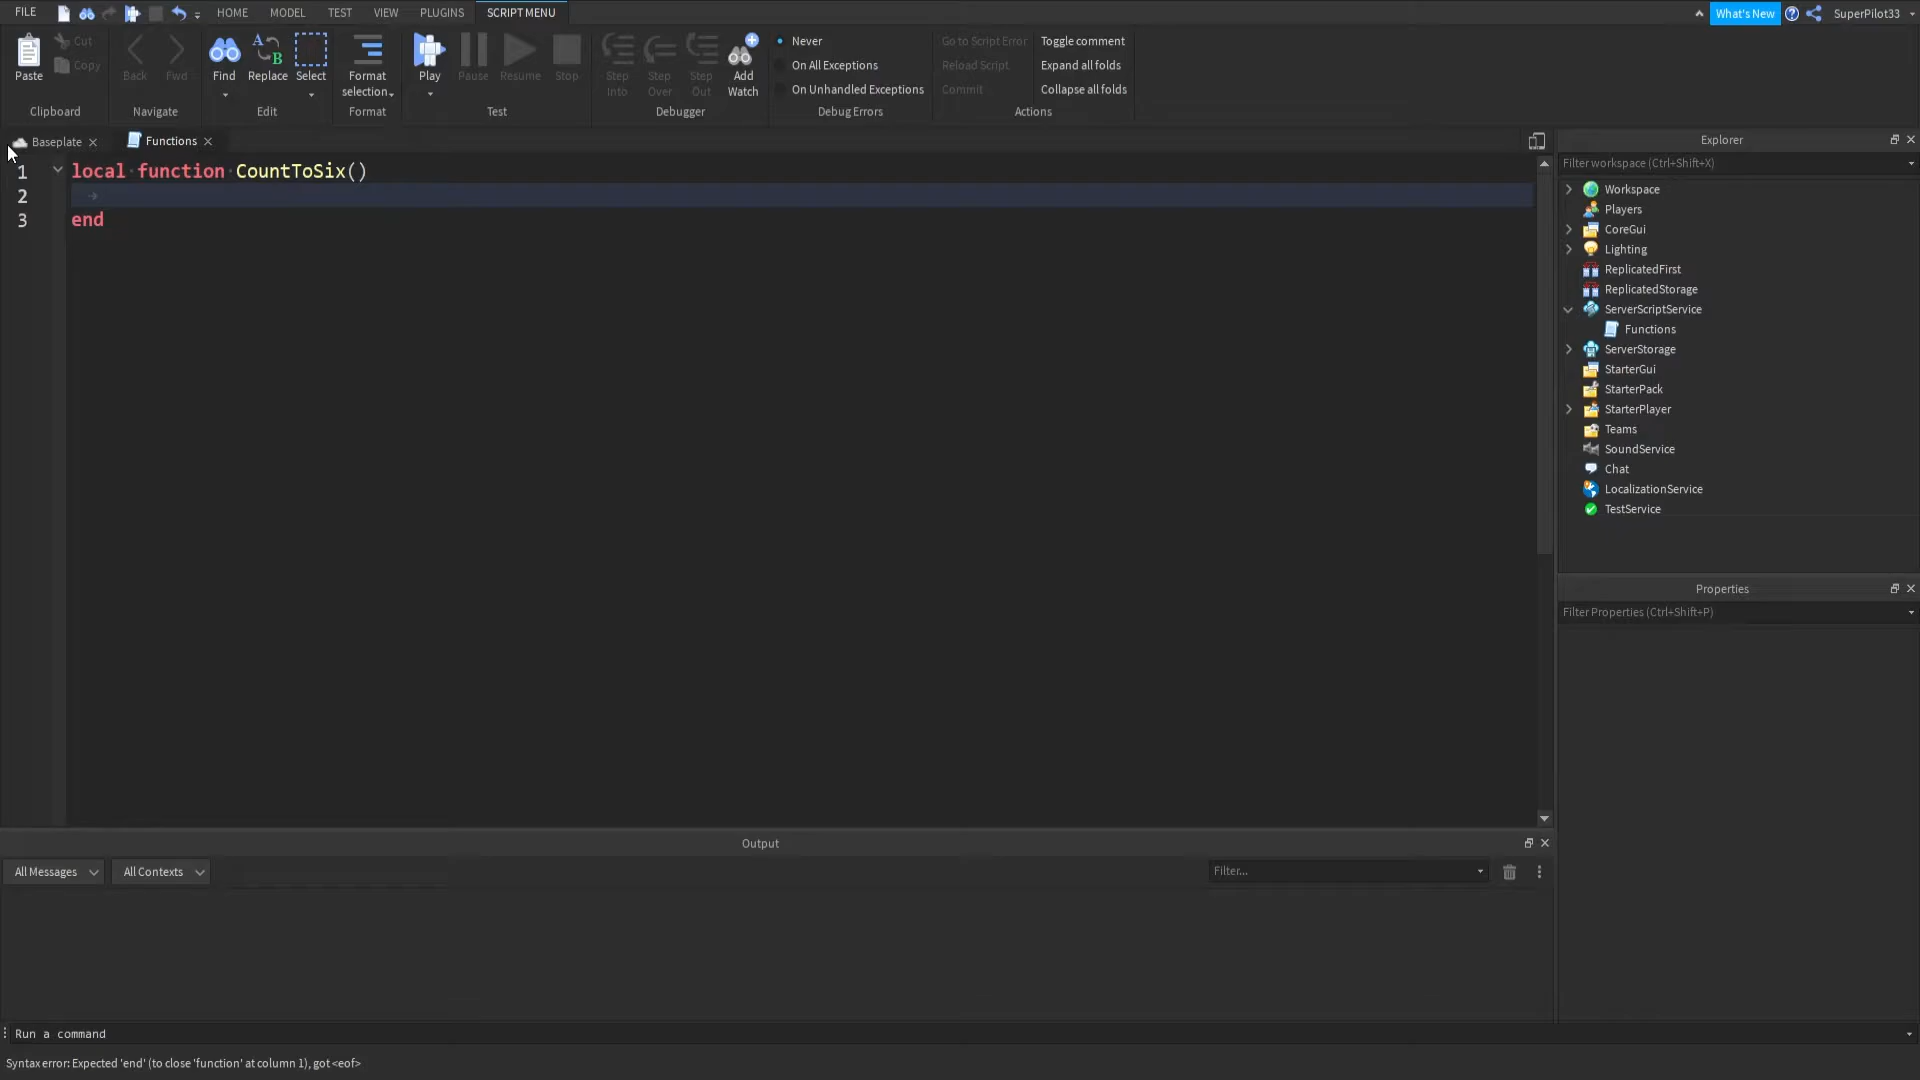 FILE HOME MODEL TEST VIEW PLUGINS SCRIPT MENU What's New SuperPilot33
Paste Cut Copy Clipboard
Back Fwd Navigate
Find Replace Select Edit
Format selection Format
Play Pause Resume Stop Test
Step Into Step Over Step Out Add Watch Debugger
Never
On All Exceptions
On Unhandled Exceptions
Debug Errors
Go to Script Error Toggle comment
Reload Script Expand all folds
Commit Collapse all folds
Actions
Baseplate Functions
1 local function CountToSix()
2
3 end
Explorer
Filter workspace (Ctrl+Shift+X)
Workspace
Players
CoreGui
Lighting
ReplicatedFirst
ReplicatedStorage
ServerScriptService
Functions
ServerStorage
StarterGui
StarterPack
StarterPlayer
Teams
SoundService
Chat
LocalizationService
TestService
Properties
Filter Properties (Ctrl+Shift+P)
Output
All Messages All Contexts Filter...
Run a command
Syntax error: Expected 'end' (to close 'function' at column 1), got <eof>